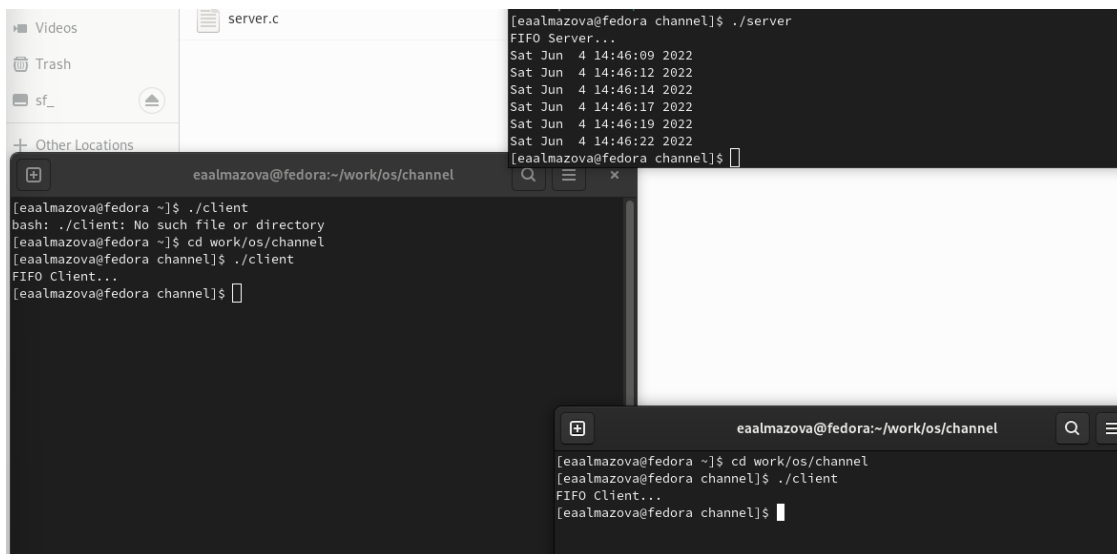 Videos
Trash
sf_
+ Other Locations
server.c
[eaalmazova@fedora channel]$ ./server
FIFO Server...
Sat Jun  4 14:46:09 2022
Sat Jun  4 14:46:12 2022
Sat Jun  4 14:46:14 2022
Sat Jun  4 14:46:17 2022
Sat Jun  4 14:46:19 2022
Sat Jun  4 14:46:22 2022
[eaalmazova@fedora channel]$
eaalmazova@fedora:~/work/os/channel
[eaalmazova@fedora ~]$ ./client
bash: ./client: No such file or directory
[eaalmazova@fedora ~]$ cd work/os/channel
[eaalmazova@fedora channel]$ ./client
FIFO Client...
[eaalmazova@fedora channel]$
eaalmazova@fedora:~/work/os/channel
[eaalmazova@fedora ~]$ cd work/os/channel
[eaalmazova@fedora channel]$ ./client
FIFO Client...
[eaalmazova@fedora channel]$